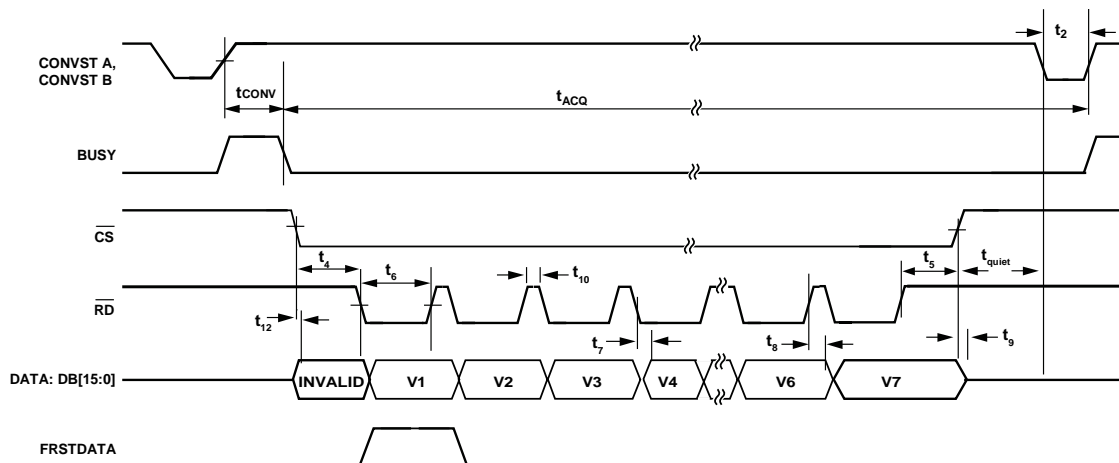 t2
CONVST A,
CONVST B
tCONV
tACQ
BUSY
CS
t4
t6
t10
t5
tquiet
RD
t12
t7
t8
t9
DATA: DB[15:0]
INVALID
V1
V2
V3
V4
V6
V7
FRSTDATA